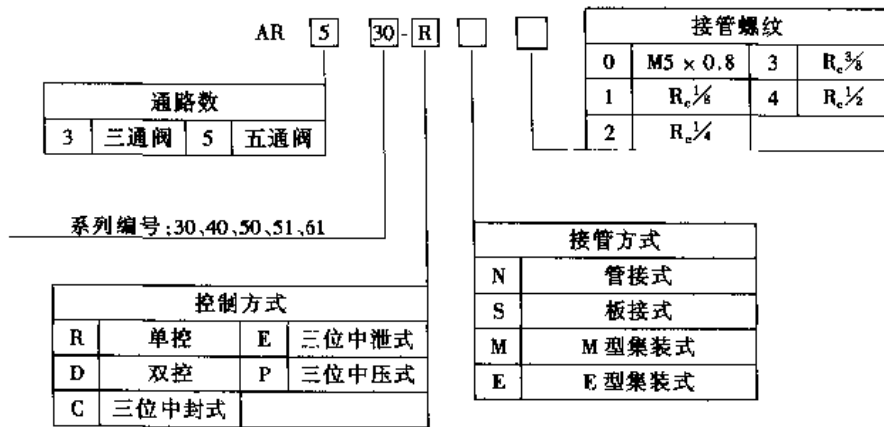 AR 5 30-R
接管螺纹
0 M5×0.8 3 Rc3/8
1 Rc1/8 4 Rc1/2
2 Rc1/4
通路数
3 三通阀 5 五通阀
系列编号:30、40、50、51、61
接管方式
N 管接式
S 板接式
M M型集装式
E E型集装式
控制方式
R 单控 E 三位中泄式
D 双控 P 三位中压式
C 三位中封式